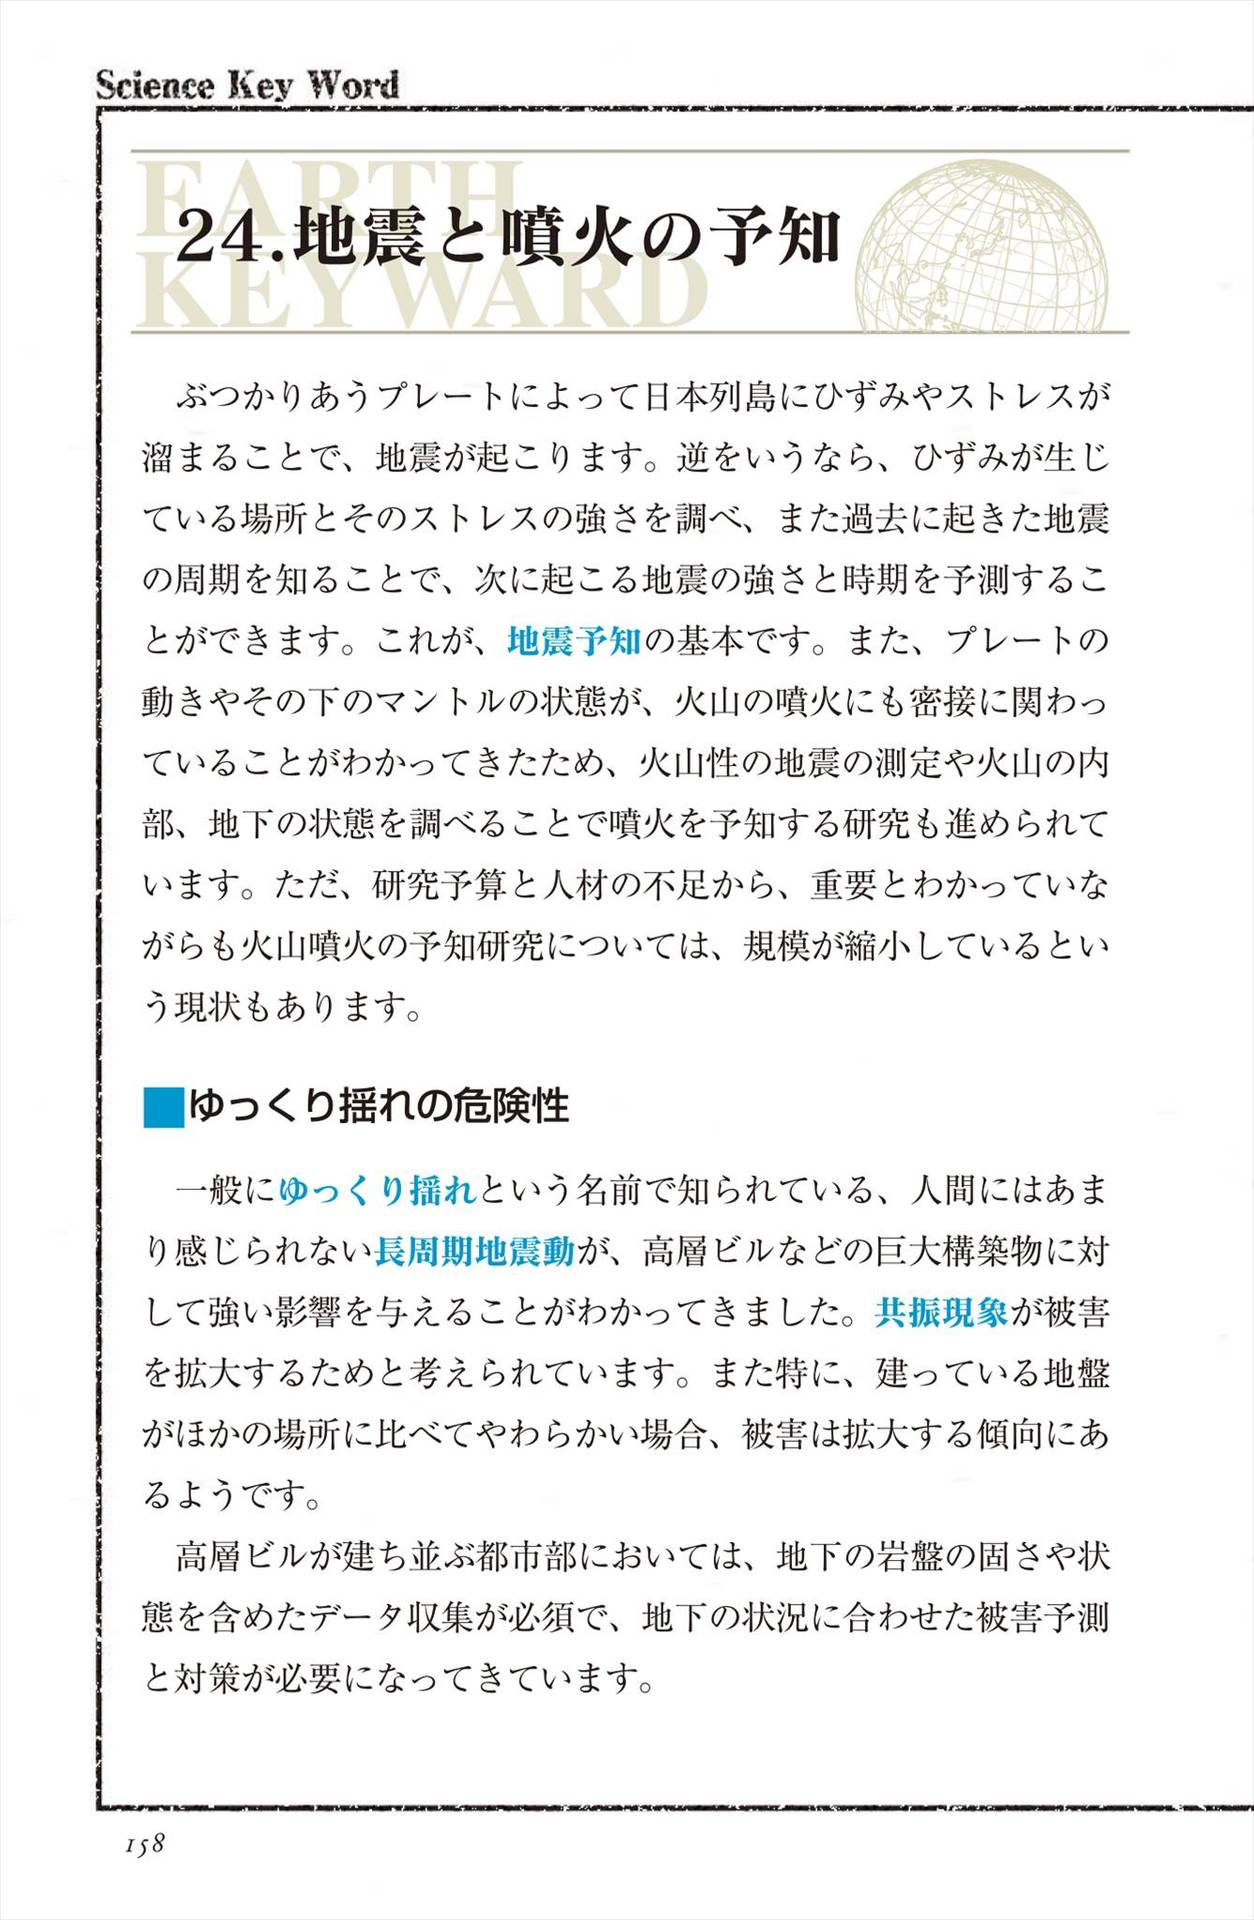 Science Key Word
EARTH
KEYWARD
24.地震と噴火の予知
ぶつかりあうプレートによって日本列島にひずみやストレスが
溜まることで、地震が起こります。逆をいうなら、ひずみが生じ
ている場所とそのストレスの強さを調べ、また過去に起きた地震
の周期を知ることで、次に起こる地震の強さと時期を予測するこ
とができます。これが、地震予知の基本です。また、プレートの
動きやその下のマントルの状態が、火山の噴火にも密接に関わっ
ていることがわかってきたため、火山性の地震の測定や火山の内
部、地下の状態を調べることで噴火を予知する研究も進められて
います。ただ、研究予算と人材の不足から、重要とわかっていな
がらも火山噴火の予知研究については、規模が縮小しているとい
う現状もあります。
■ゆっくり揺れの危険性
一般にゆっくり揺れという名前で知られている、人間にはあま
り感じられない長周期地震動が、高層ビルなどの巨大構築物に対
して強い影響を与えることがわかってきました。共振現象が被害
を拡大するためと考えられています。また特に、建っている地盤
がほかの場所に比べてやわらかい場合、被害は拡大する傾向にあ
るようです。
高層ビルが建ち並ぶ都市部においては、地下の岩盤の固さや状
態を含めたデータ収集が必須で、地下の状況に合わせた被害予測
と対策が必要になってきています。
158